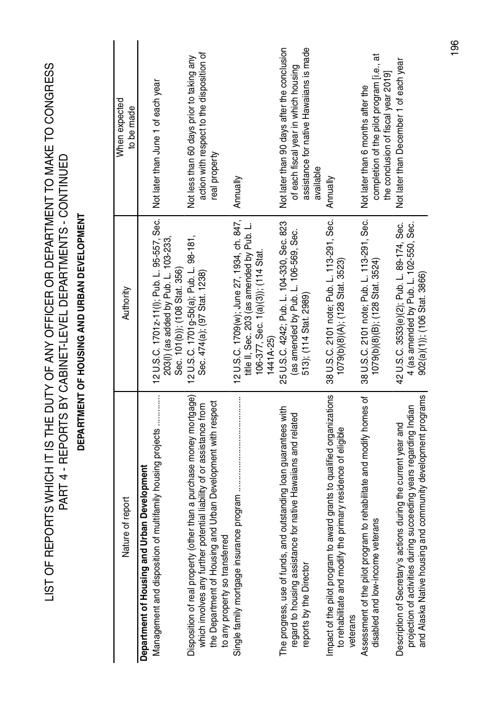 LIST OF REPORTS WHICH IT IS THE DUTY OF ANY OFFICER OR DEPARTMENT TO MAKE TO CONGRESS
PART 4 - REPORTS BY CABINET-LEVEL DEPARTMENTS - CONTINUED
DEPARTMENT OF HOUSING AND URBAN DEVELOPMENT
Nature of report
Authority
When expected
to be made
Department of Housing and Urban Development
Management and disposition of multifamily housing projects ............
12 U.S.C. 1701z-11(l); Pub. L. 95-557, Sec.
203(l) (as added by Pub. L. 103-233,
Sec. 101(b)); (108 Stat. 356)
Not later than June 1 of each year
Disposition of real property (other than a purchase money mortgage)
which involves any further potential liability of or assistance from
the Department of Housing and Urban Development with respect
to any property so transferred
12 U.S.C. 1701g-5b(a); Pub. L. 98-181,
Sec. 474(a); (97 Stat. 1238)
Not less than 60 days prior to taking any
action with respect to the disposition of
real property
Single family mortgage insurance program ....................................
12 U.S.C. 1709(w); June 27, 1934, ch. 847,
title II, Sec. 203 (as amended by Pub. L.
106-377, Sec. 1(a)(3)); (114 Stat.
1441A-25)
Annually
The progress, use of funds, and outstanding loan guarantees with
regard to housing assistance for native Hawaiians and related
reports by the Director
25 U.S.C. 4242; Pub. L. 104-330, Sec. 823
(as amended by Pub. L. 106-569, Sec.
513); (114 Stat. 2989)
Not later than 90 days after the conclusion
of each fiscal year in which housing
assistance for native Hawaiians is made
available
Impact of the pilot program to award grants to qualified organizations
to rehabilitate and modify the primary residence of eligible
veterans
38 U.S.C. 2101 note; Pub. L. 113-291, Sec.
1079(b)(8)(A); (128 Stat. 3523)
Annually
Assessment of the pilot program to rehabilitate and modify homes of
disabled and low-income veterans
38 U.S.C. 2101 note; Pub. L. 113-291, Sec.
1079(b)(8)(B); (128 Stat. 3524)
Not later than 6 months after the
completion of the pilot program [i.e., at
the conclusion of fiscal year 2019]
Description of Secretary's actions during the current year and
projection of activities during succeeding years regarding Indian
and Alaska Native housing and community development programs
42 U.S.C. 3533(e)(2); Pub. L. 89-174, Sec.
4 (as amended by Pub. L. 102-550, Sec.
902(a)(1)); (106 Stat. 3866)
Not later than December 1 of each year
196